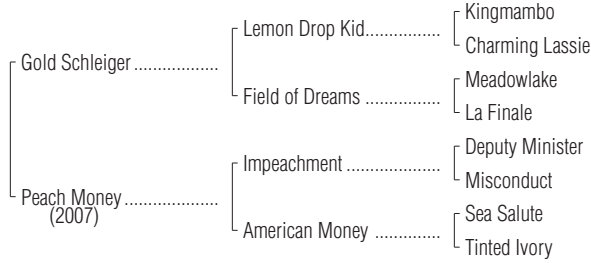 Kingmambo
Lemon Drop Kid.................
Charming Lassie
Gold Schleiger ...................
Meadowlake
Field of Dreams .................
La Finale
Deputy Minister
Impeachment .....................
Misconduct
Peach Money .....................
(2007)
Sea Salute
American Money ...............
Tinted Ivory